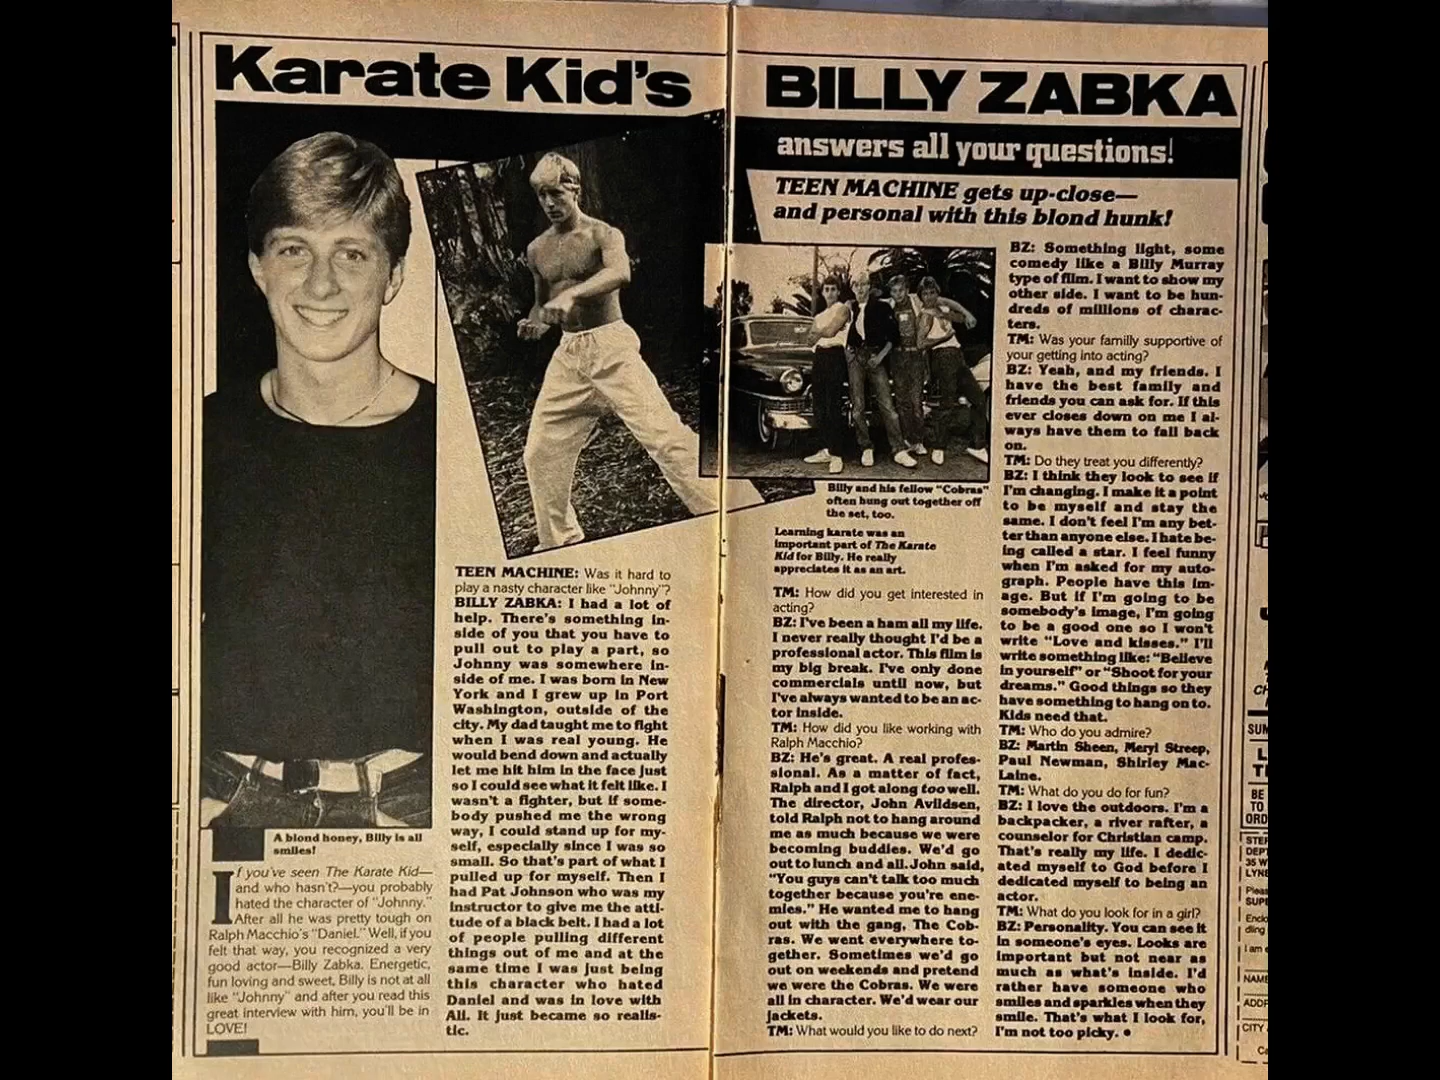 Karate Kid's
BILLY ZABKA
answers all your questions!
TEEN MACHINE gets up-close—
and personal with this blond hunk!
A blond honey, Billy is all
smiles!
If you've seen The Karate Kid—
and who hasn't?—you probably
hated the character of "Johnny."
After all he was pretty tough on
Ralph Macchio's "Daniel." Well, if you
felt that way, you recognized a very
good actor—Billy Zabka. Energetic,
fun loving and sweet, Billy is not at all
like "Johnny" and after you read this
great interview with him, you'll be in
LOVE!
TEEN MACHINE: Was it hard to
play a nasty character like "Johnny"?
BILLY ZABKA: I had a lot of
help. There's something in-
side of you that you have to
pull out to play a part, so
Johnny was somewhere in-
side of me. I was born in New
York and I grew up in Port
Washington, outside of the
city. My dad taught me to fight
when I was real young. He
would bend down and actually
let me hit him in the face just
so I could see what it felt like. I
wasn't a fighter, but if some-
body pushed me the wrong
way, I could stand up for my-
self, especially since I was so
small. So that's part of what I
pulled up for myself. Then I
had Pat Johnson who was my
instructor to give me the atti-
tude of a black belt. I had a lot
of people pulling different
things out of me and at the
same time I was just being
this character who hated
Daniel and was in love with
Ali. It just became so realis-
tic.
Billy and his fellow "Cobras"
often hung out together off
the set, too.
Learning karate was an
important part of The Karate
Kid for Billy. He really
appreciates it as an art.
TM: How did you get interested in
acting?
BZ: I've been a ham all my life.
I never really thought I'd be a
professional actor. This film is
my big break. I've only done
commercials until now, but
I've always wanted to be an ac-
tor inside.
TM: How did you like working with
Ralph Macchio?
BZ: He's great. A real profes-
sional. As a matter of fact,
Ralph and I got along too well.
The director, John Avildsen,
told Ralph not to hang around
me as much because we were
becoming buddies. We'd go
out to lunch and all. John said,
"You guys can't talk too much
together because you're ene-
mies." He wanted me to hang
out with the gang, The Cob-
ras. We went everywhere to-
gether. Sometimes we'd go
out on weekends and pretend
we were the Cobras. We were
all in character. We'd wear our
jackets.
TM: What would you like to do next?
BZ: Something light, some
comedy like a Billy Murray
type of film. I want to show my
other side. I want to be hun-
dreds of millions of charac-
ters.
TM: Was your familly supportive of
your getting into acting?
BZ: Yeah, and my friends. I
have the best family and
friends you can ask for. If this
ever closes down on me I al-
ways have them to fall back
on.
TM: Do they treat you differently?
BZ: I think they look to see if
I'm changing. I make it a point
to be myself and stay the
same. I don't feel I'm any bet-
ter than anyone else. I hate be-
ing called a star. I feel funny
when I'm asked for my auto-
graph. People have this im-
age. But if I'm going to be
somebody's image, I'm going
to be a good one so I won't
write "Love and kisses." I'll
write something like: "Believe
in yourself" or "Shoot for your
dreams." Good things so they
have something to hang on to.
Kids need that.
TM: Who do you admire?
BZ: Martin Sheen, Meryl Streep,
Paul Newman, Shirley Mac-
Laine.
TM: What do you do for fun?
BZ: I love the outdoors. I'm a
backpacker, a river rafter, a
counselor for Christian camp.
That's really my life. I dedic-
ated myself to God before I
dedicated myself to being an
actor.
TM: What do you look for in a girl?
BZ: Personality. You can see it
in someone's eyes. Looks are
important but not near as
much as what's inside. I'd
rather have someone who
smiles and sparkles when they
smile. That's what I look for,
I'm not too picky. •
SUM
BE
TO
ORD
STEP
DEPT
35 W
LYNE
Pleas
SUPE
Enclo
dling
I am e
NAME
ADDR
CITY